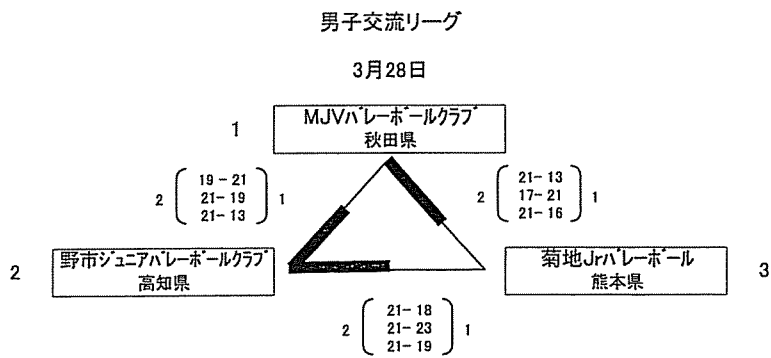 男子交流リーグ
3月28日
1
MJVバレーボールクラブ
秋田県
2
19-21
21-19
21-13
1
2
21-13
17-21
21-16
1
2
野市ジュニアバレーボールクラブ
高知県
菊地Jrバレーボール
熊本県
3
2
21-18
21-23
21-19
1